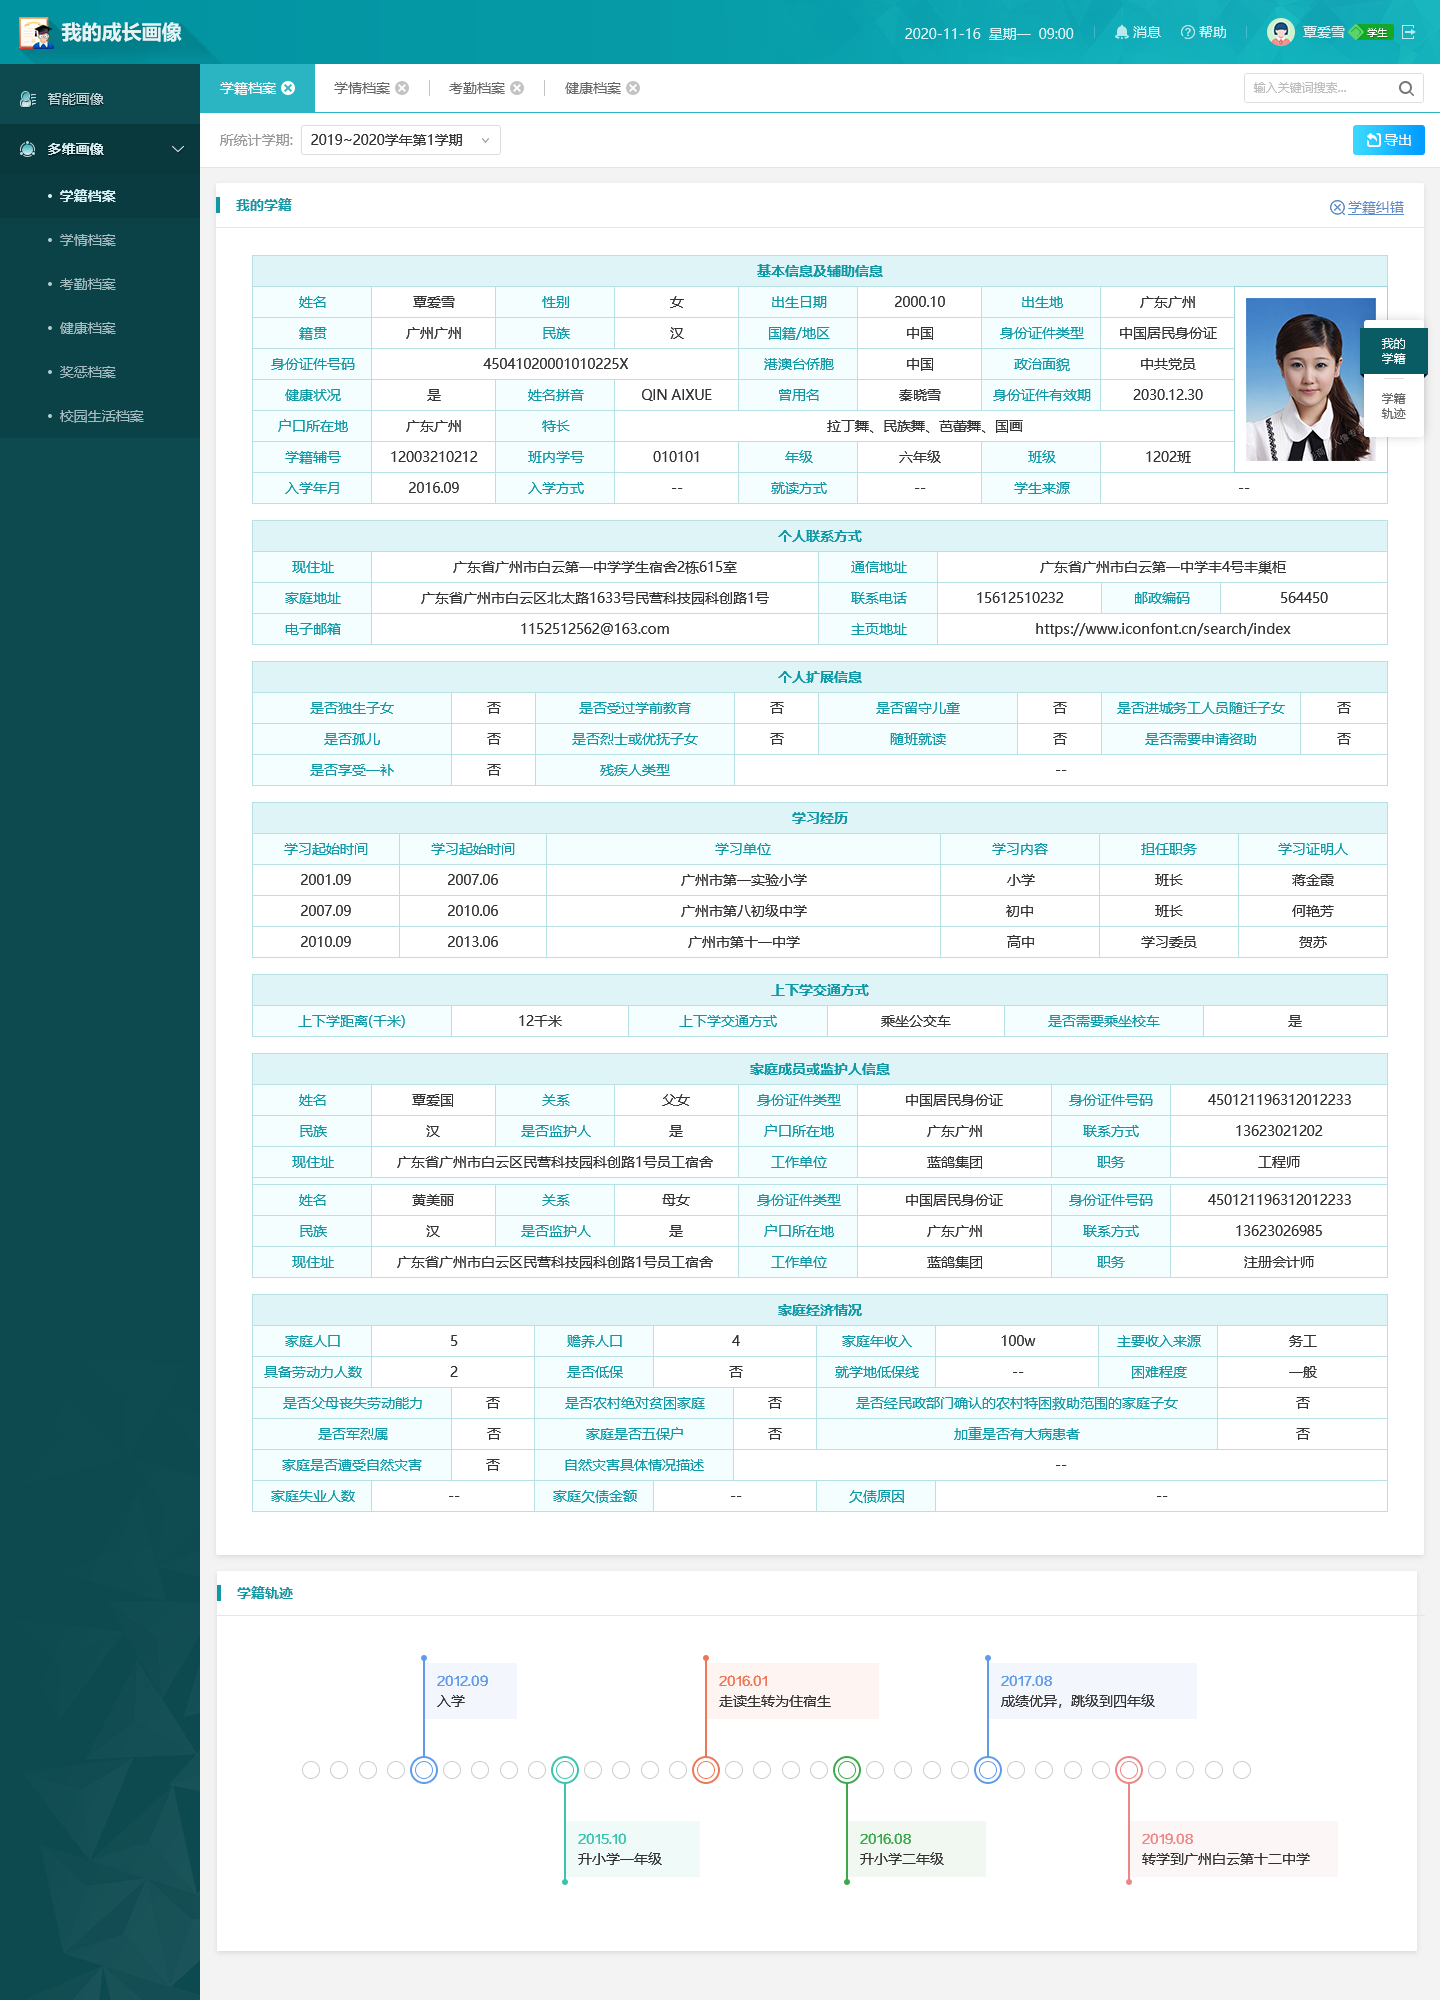 我的成长画像
2020-11-16 星期一 09:00
消息
帮助
覃爱雪
学生
智能画像
多维画像
学籍档案
学情档案
考勤档案
健康档案
奖惩档案
校园生活档案
学籍档案 学情档案 考勤档案 健康档案
输入关键词搜索...
所统计学期: 2019~2020学年第1学期
导出
我的学籍
学籍纠错
基本信息及辅助信息
姓名 覃爱雪 性别 女 出生日期 2000.10 出生地 广东广州
籍贯 广州广州 民族 汉 国籍/地区 中国 身份证件类型 中国居民身份证
身份证件号码 45041020001010225X 港澳台侨胞 中国 政治面貌 中共党员
健康状况 是 姓名拼音 QIN AIXUE 曾用名 秦晓雪 身份证件有效期 2030.12.30
户口所在地 广东广州 特长 拉丁舞、民族舞、芭蕾舞、国画
学籍辅号 12003210212 班内学号 010101 年级 六年级 班级 1202班
入学年月 2016.09 入学方式 -- 就读方式 -- 学生来源 --
我的
学籍
学籍
轨迹
个人联系方式
现住址 广东省广州市白云第一中学学生宿舍2栋615室 通信地址 广东省广州市白云第一中学丰4号丰巢柜
家庭地址 广东省广州市白云区北太路1633号民营科技园科创路1号 联系电话 15612510232 邮政编码 564450
电子邮箱 1152512562@163.com 主页地址 https://www.iconfont.cn/search/index
个人扩展信息
是否独生子女 否 是否受过学前教育 否 是否留守儿童 否 是否进城务工人员随迁子女 否
是否孤儿 否 是否烈士或优抚子女 否 随班就读 否 是否需要申请资助 否
是否享受一补 否 残疾人类型 --
学习经历
学习起始时间 学习起始时间 学习单位 学习内容 担任职务 学习证明人
2001.09 2007.06 广州市第一实验小学 小学 班长 蒋金霞
2007.09 2010.06 广州市第八初级中学 初中 班长 何艳芳
2010.09 2013.06 广州市第十一中学 高中 学习委员 贺苏
上下学交通方式
上下学距离(千米) 12千米 上下学交通方式 乘坐公交车 是否需要乘坐校车 是
家庭成员或监护人信息
姓名 覃爱国 关系 父女 身份证件类型 中国居民身份证 身份证件号码 450121196312012233
民族 汉 是否监护人 是 户口所在地 广东广州 联系方式 13623021202
现住址 广东省广州市白云区民营科技园科创路1号员工宿舍 工作单位 蓝鸽集团 职务 工程师
姓名 黄美丽 关系 母女 身份证件类型 中国居民身份证 身份证件号码 450121196312012233
民族 汉 是否监护人 是 户口所在地 广东广州 联系方式 13623026985
现住址 广东省广州市白云区民营科技园科创路1号员工宿舍 工作单位 蓝鸽集团 职务 注册会计师
家庭经济情况
家庭人口 5 赡养人口 4 家庭年收入 100w 主要收入来源 务工
具备劳动力人数 2 是否低保 否 就学地低保线 -- 困难程度 一般
是否父母丧失劳动能力 否 是否农村绝对贫困家庭 否 是否经民政部门确认的农村特困救助范围的家庭子女 否
是否军烈属 否 家庭是否五保户 否 加重是否有大病患者 否
家庭是否遭受自然灾害 否 自然灾害具体情况描述 --
家庭失业人数 -- 家庭欠债金额 -- 欠债原因 --
学籍轨迹
2012.09
入学
2016.01
走读生转为住宿生
2017.08
成绩优异，跳级到四年级
2015.10
升小学一年级
2016.08
升小学二年级
2019.08
转学到广州白云第十二中学